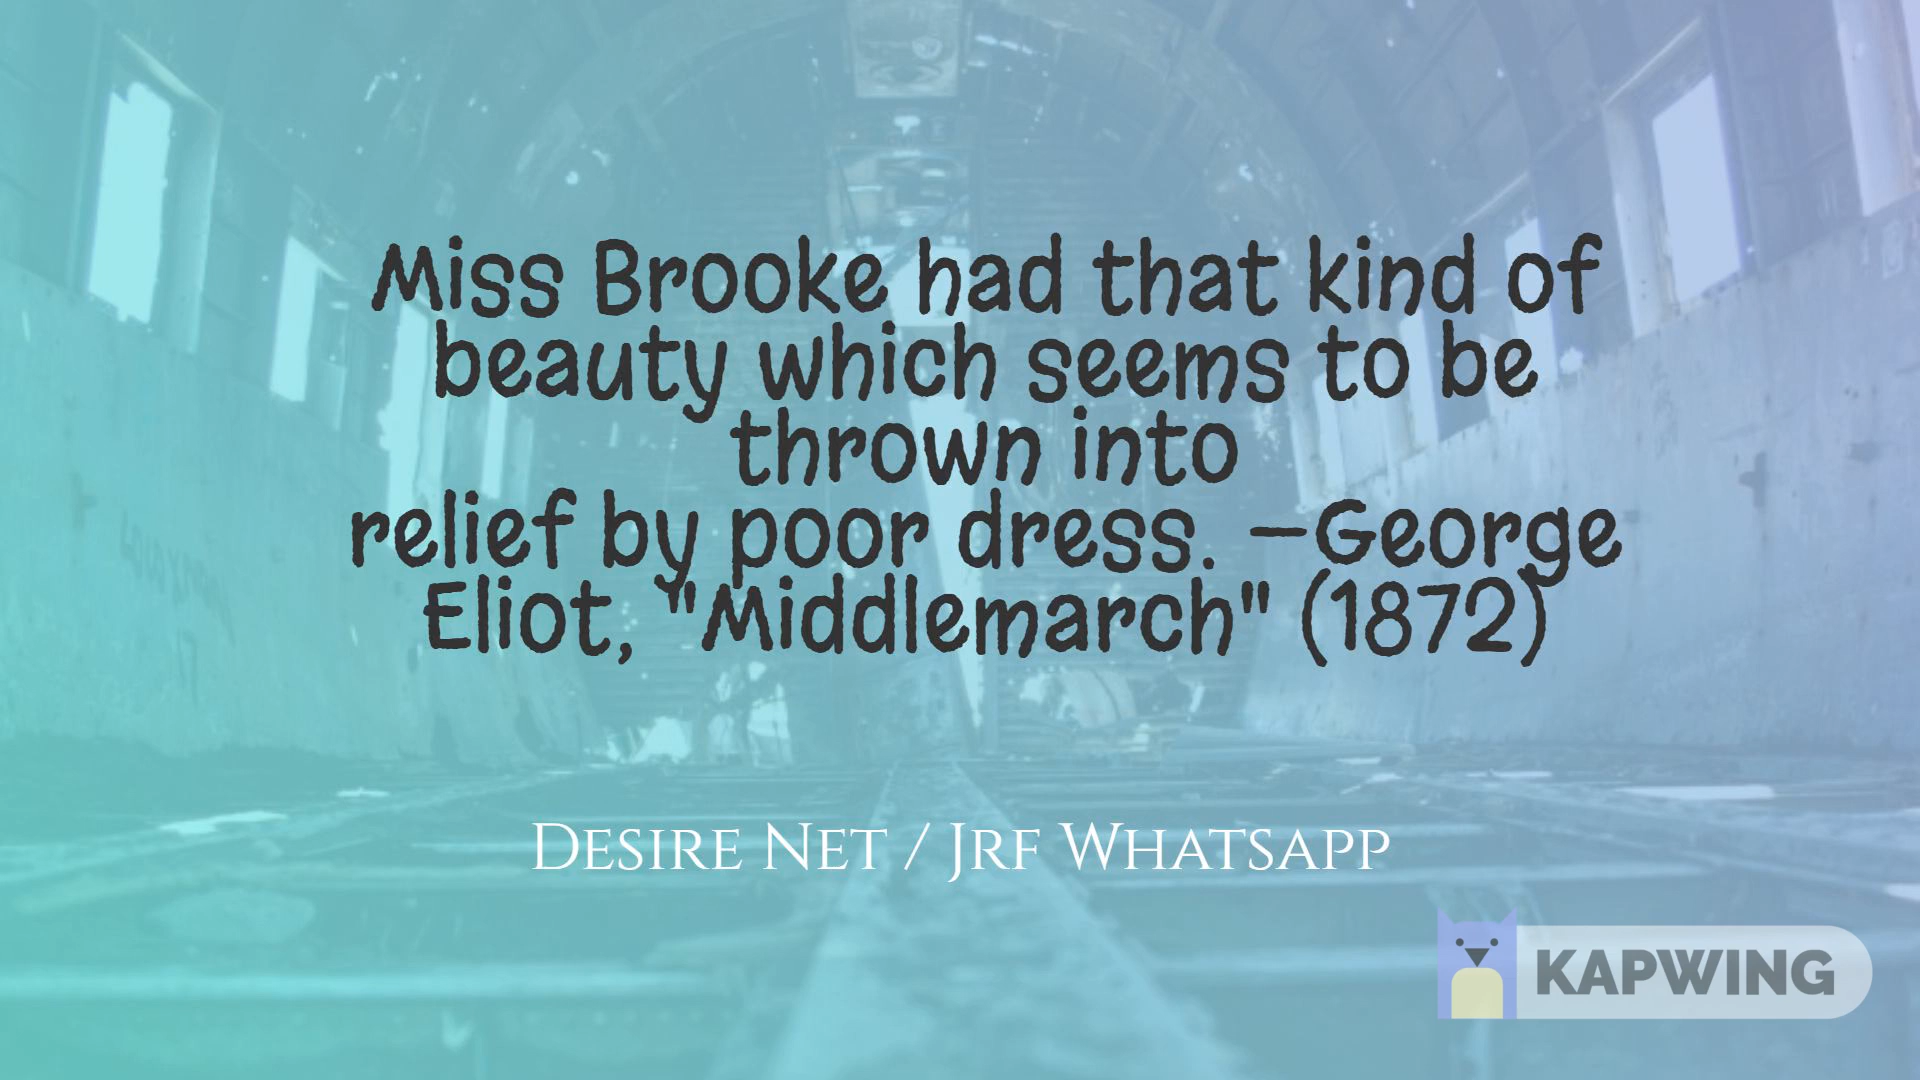 Miss Brooke had that kind of
beauty which seems to be
thrown into
relief by poor dress. —George
Eliot, "Middlemarch" (1872)
Desire Net / Jrf Whatsapp
KAPWING